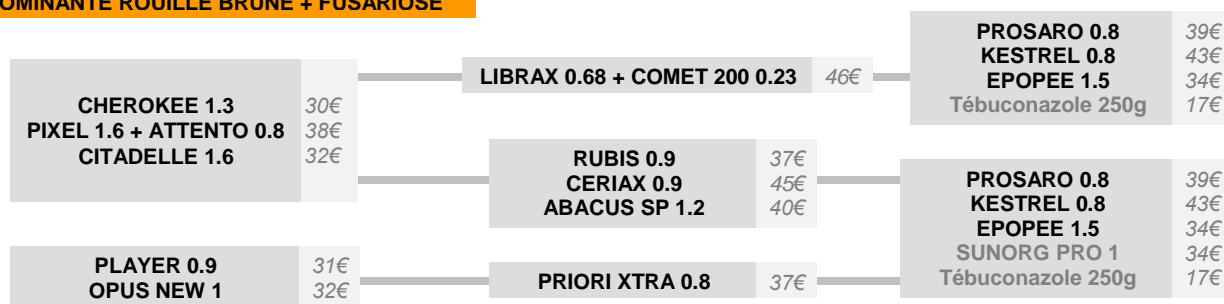 OMINANTE ROUILLE BRUNE + FUSARIOSE
CHEROKEE 1.3 30€
PIXEL 1.6 + ATTENTO 0.8 38€
CITADELLE 1.6 32€
PLAYER 0.9 31€
OPUS NEW 1 32€
LIBRAX 0.68 + COMET 200 0.23 46€
RUBIS 0.9 37€
CERIAX 0.9 45€
ABACUS SP 1.2 40€
PRIORI XTRA 0.8 37€
PROSARO 0.8 39€
KESTREL 0.8 43€
EPOPEE 1.5 34€
Tébuconazole 250g 17€
PROSARO 0.8 39€
KESTREL 0.8 43€
EPOPEE 1.5 34€
SUNORG PRO 1 34€
Tébuconazole 250g 17€